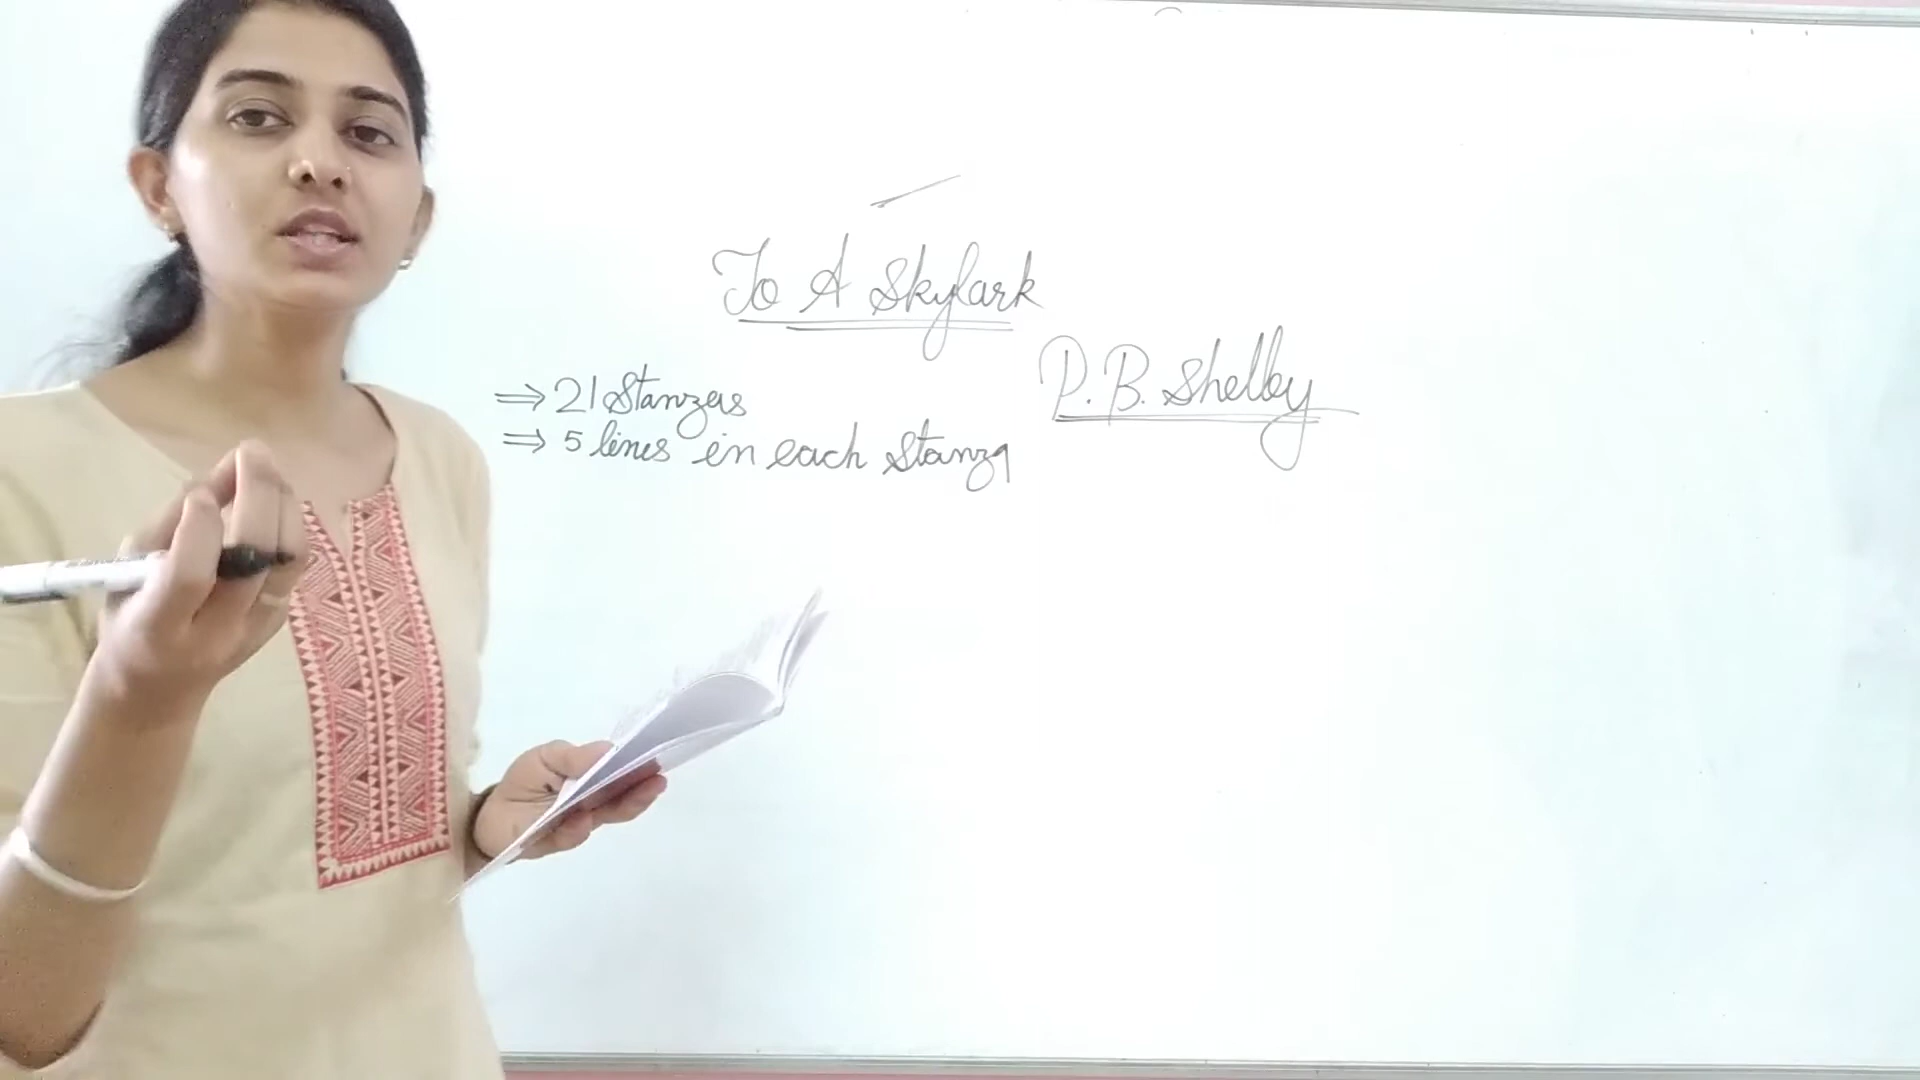 To A Skylark
P. B. Shelley
⇒ 21 Stanzas
⇒ 5 lines in each Stanza